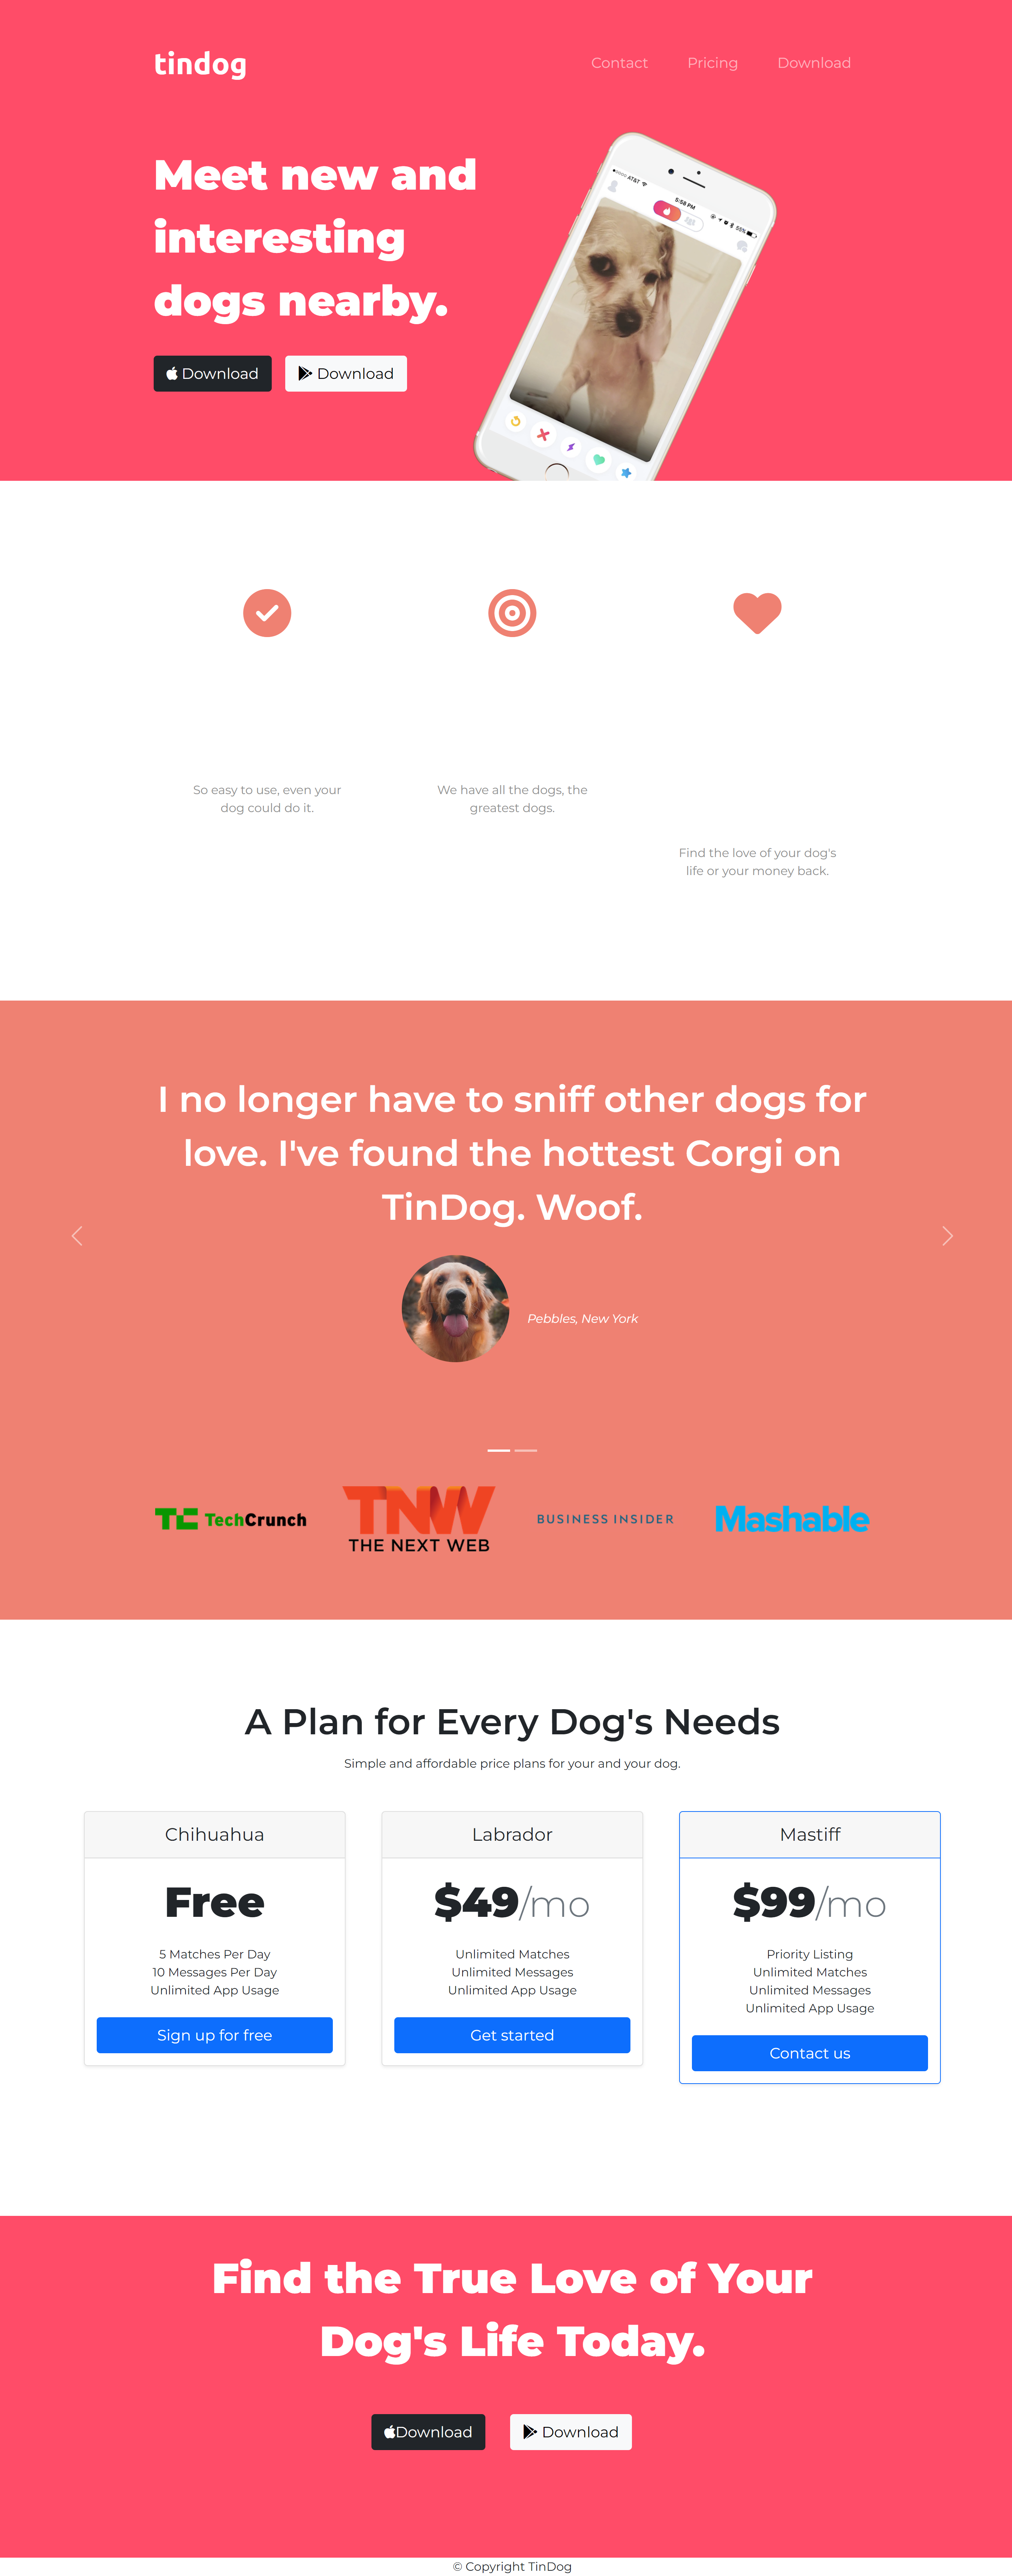 tindog
Contact Pricing Download
Meet new and
interesting
dogs nearby.
Download Download
AT&T 5:58 PM 55%
So easy to use, even your
dog could do it.
We have all the dogs, the
greatest dogs.
Find the love of your dog's
life or your money back.
I no longer have to sniff other dogs for
love. I've found the hottest Corgi on
TinDog. Woof.
Pebbles, New York
TC TechCrunch
TNW
THE NEXT WEB
BUSINESS INSIDER
Mashable
A Plan for Every Dog's Needs
Simple and affordable price plans for your and your dog.
Chihuahua
Free
5 Matches Per Day
10 Messages Per Day
Unlimited App Usage
Sign up for free
Labrador
$49/mo
Unlimited Matches
Unlimited Messages
Unlimited App Usage
Get started
Mastiff
$99/mo
Priority Listing
Unlimited Matches
Unlimited Messages
Unlimited App Usage
Contact us
Find the True Love of Your
Dog's Life Today.
Download Download
© Copyright TinDog